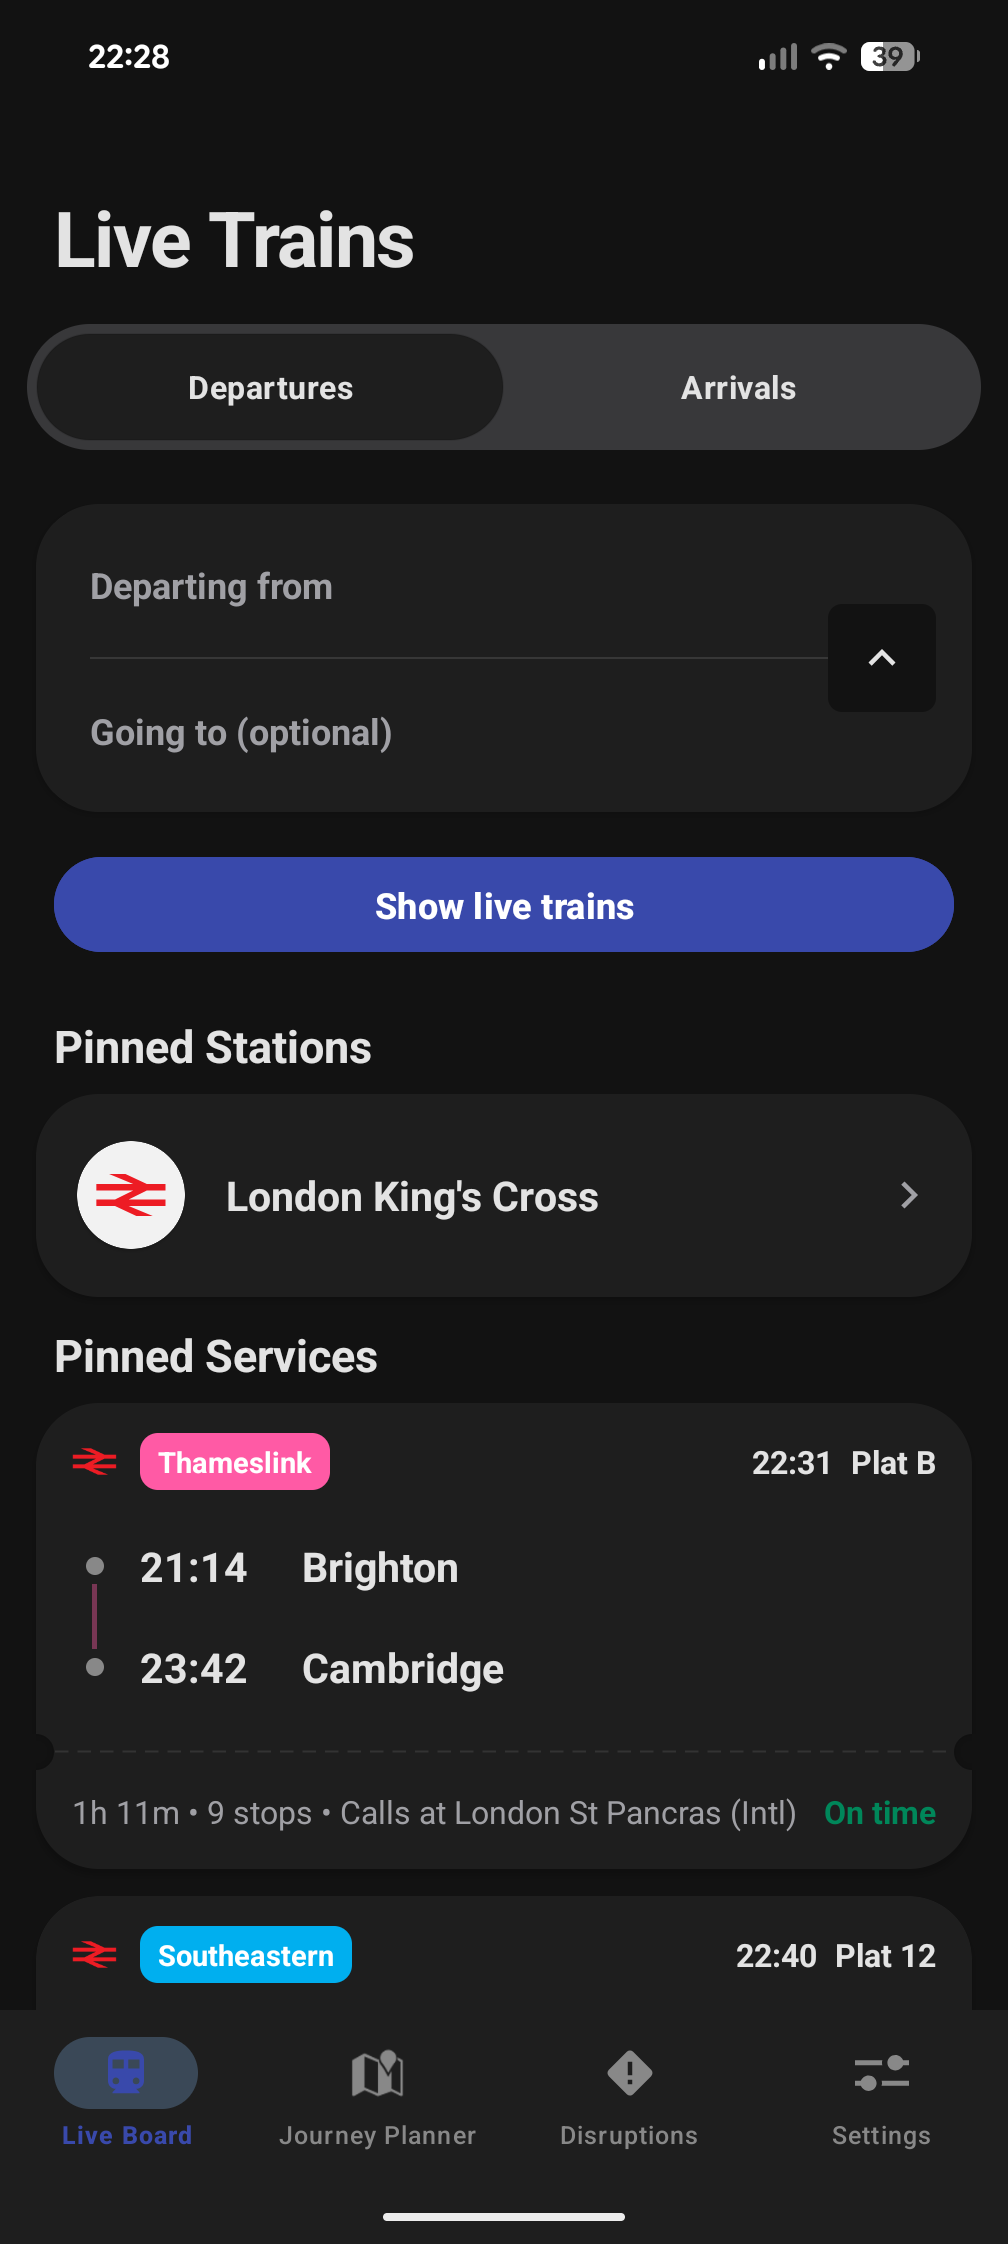 22:28
39
Live Trains
Departures
Arrivals
Departing from
Going to (optional)
Show live trains
Pinned Stations
London King's Cross
Pinned Services
Thameslink
22:31 Plat B
21:14 Brighton
23:42 Cambridge
1h 11m • 9 stops • Calls at London St Pancras (Intl) On time
Southeastern
22:40 Plat 12
Live Board
Journey Planner
Disruptions
Settings